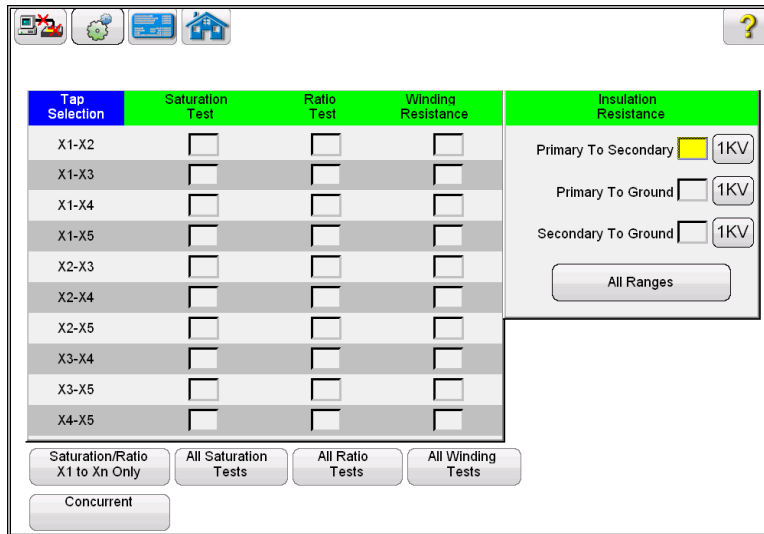 ?
Tap Selection Saturation Test Ratio Test Winding Resistance Insulation Resistance
X1-X2
Primary To Secondary 1KV
X1-X3
Primary To Ground 1KV
X1-X4
X1-X5
Secondary To Ground 1KV
X2-X3
All Ranges
X2-X4
X2-X5
X3-X4
X3-X5
X4-X5
Saturation/Ratio X1 to Xn Only All Saturation Tests All Ratio Tests All Winding Tests
Concurrent